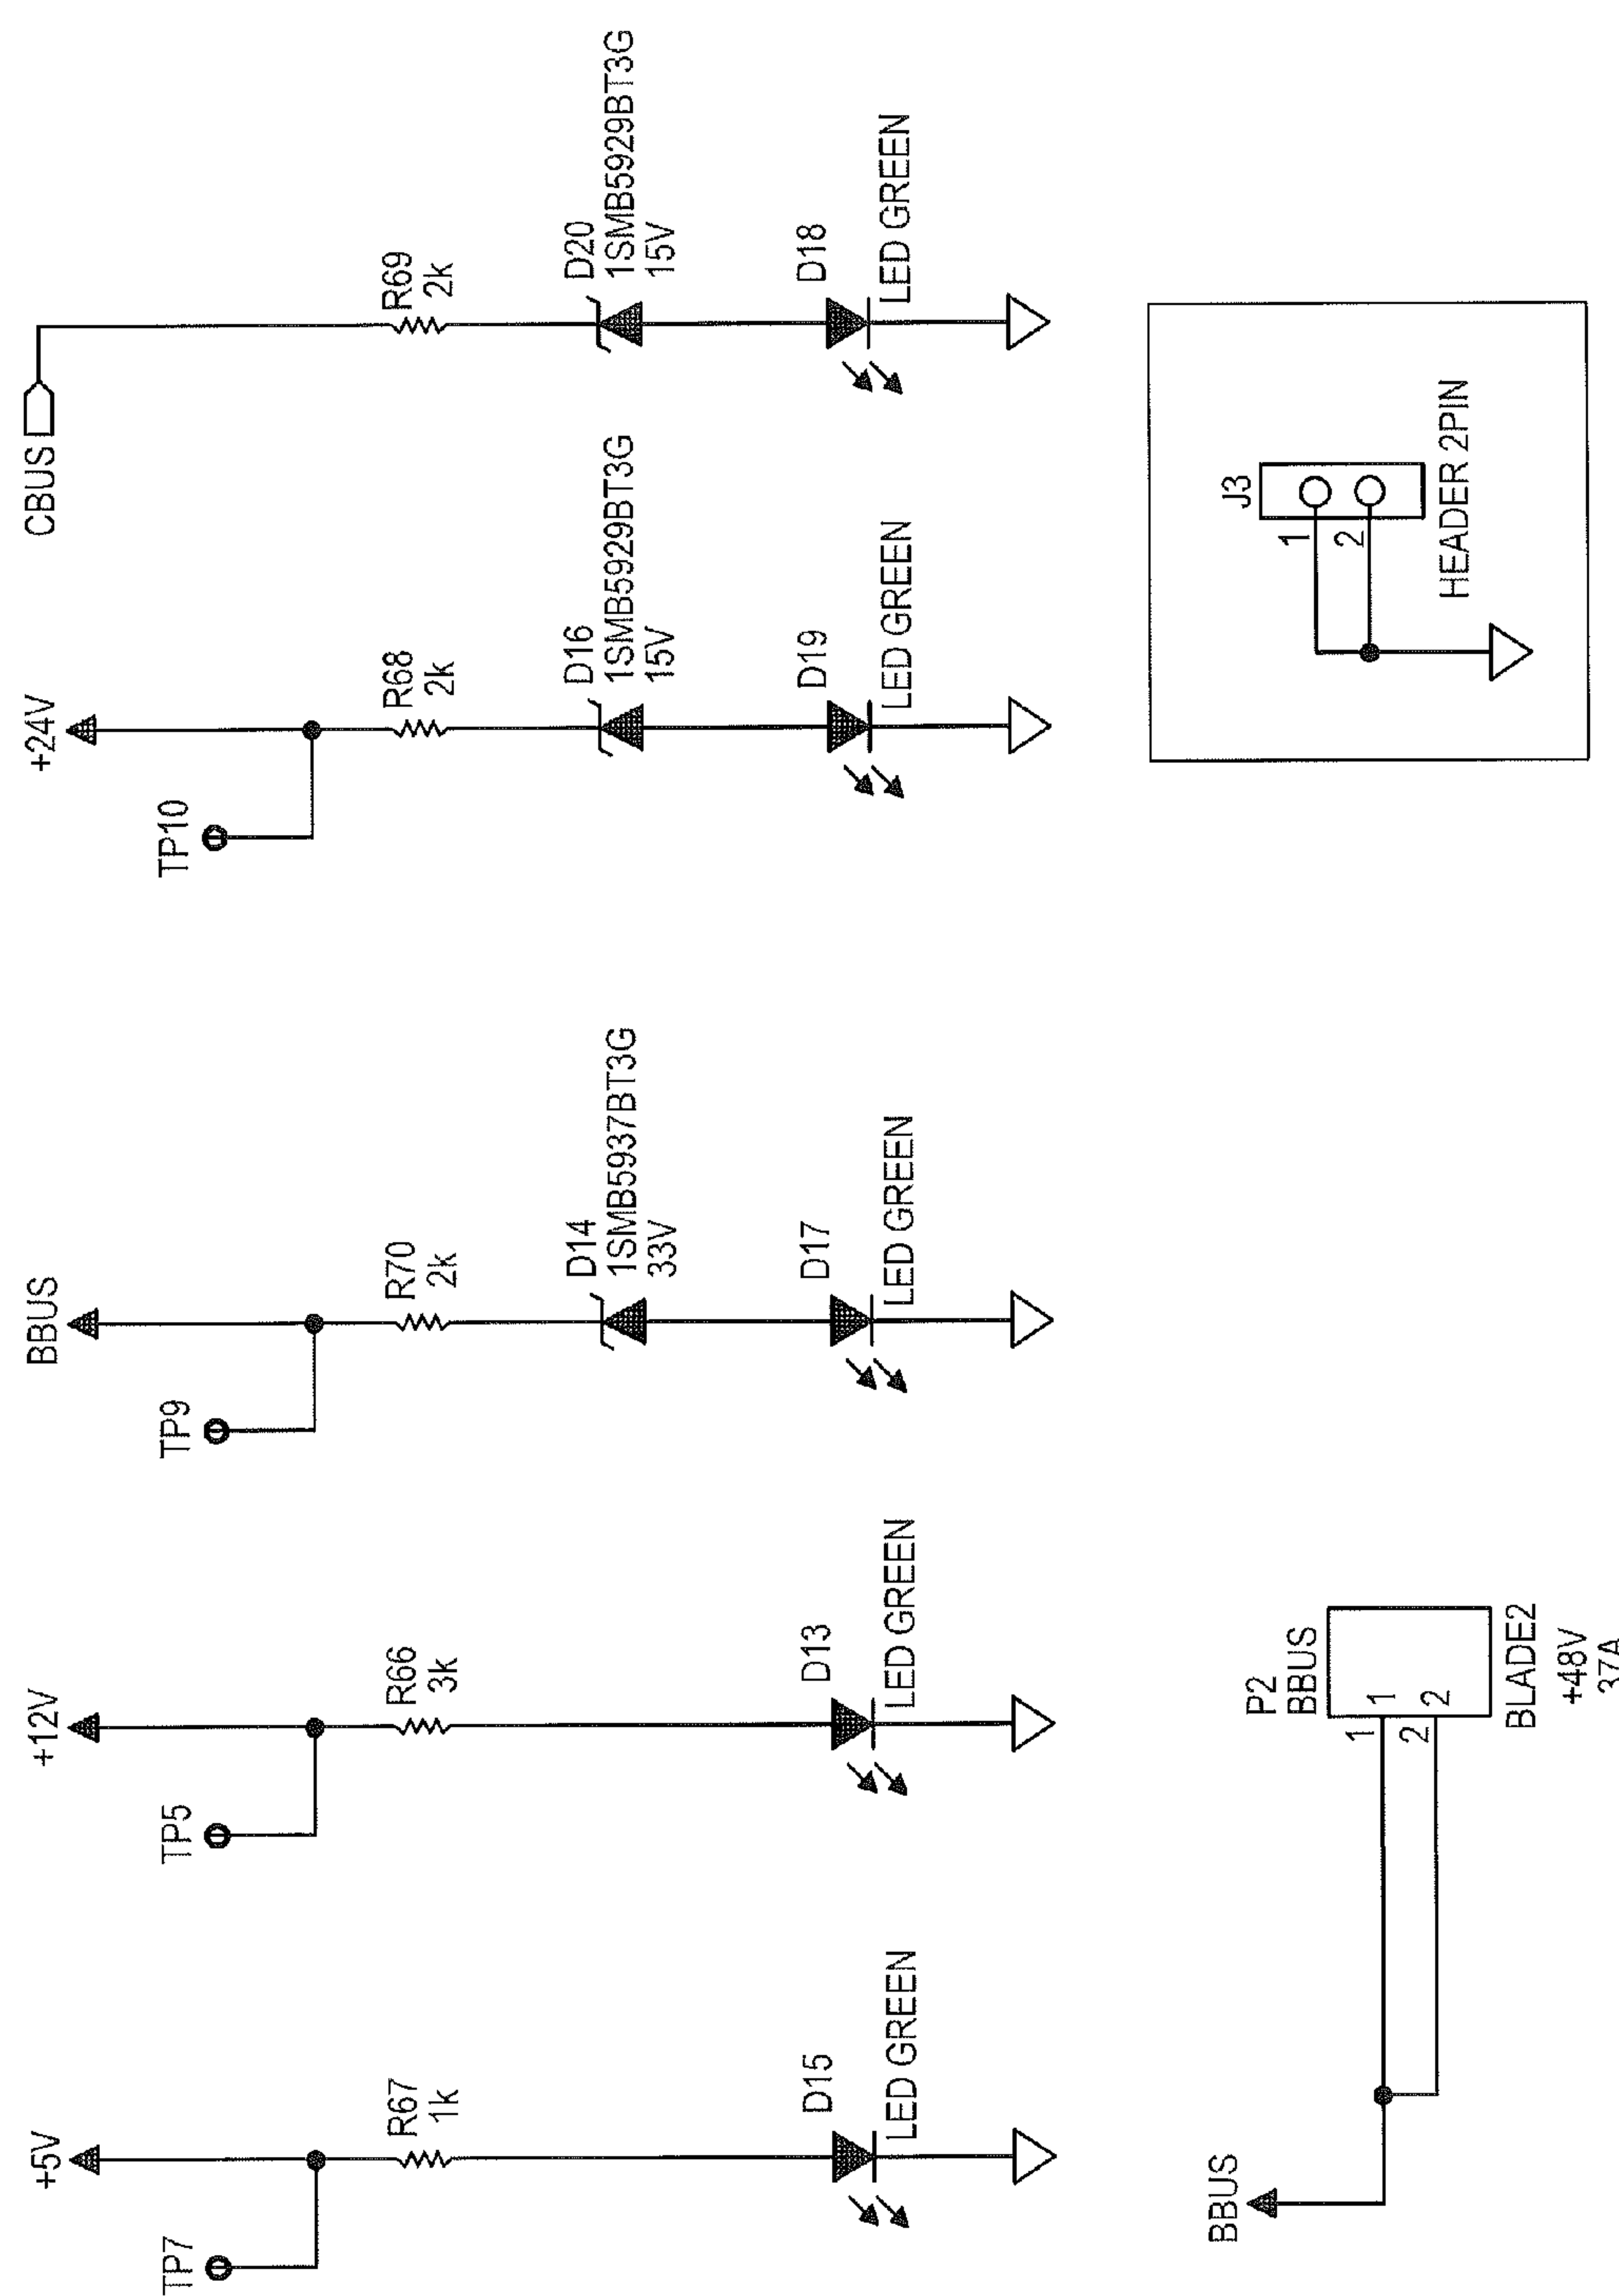 +5V
TP7
R67
1k
D15
LED GREEN
+12V
TP5
R66
3k
D13
LED GREEN
BBUS
TP9
R70
2k
D14
1SMB5937BT3G
33V
D17
LED GREEN
+24V
TP10
R68
2k
D16
1SMB5929BT3G
15V
D19
LED GREEN
CBUS
R69
2k
D20
1SMB5929BT3G
15V
D18
LED GREEN
BBUS
P2
BBUS
1 1
2 2
BLADE2
+48V
37A
J3
1
2
HEADER 2PIN